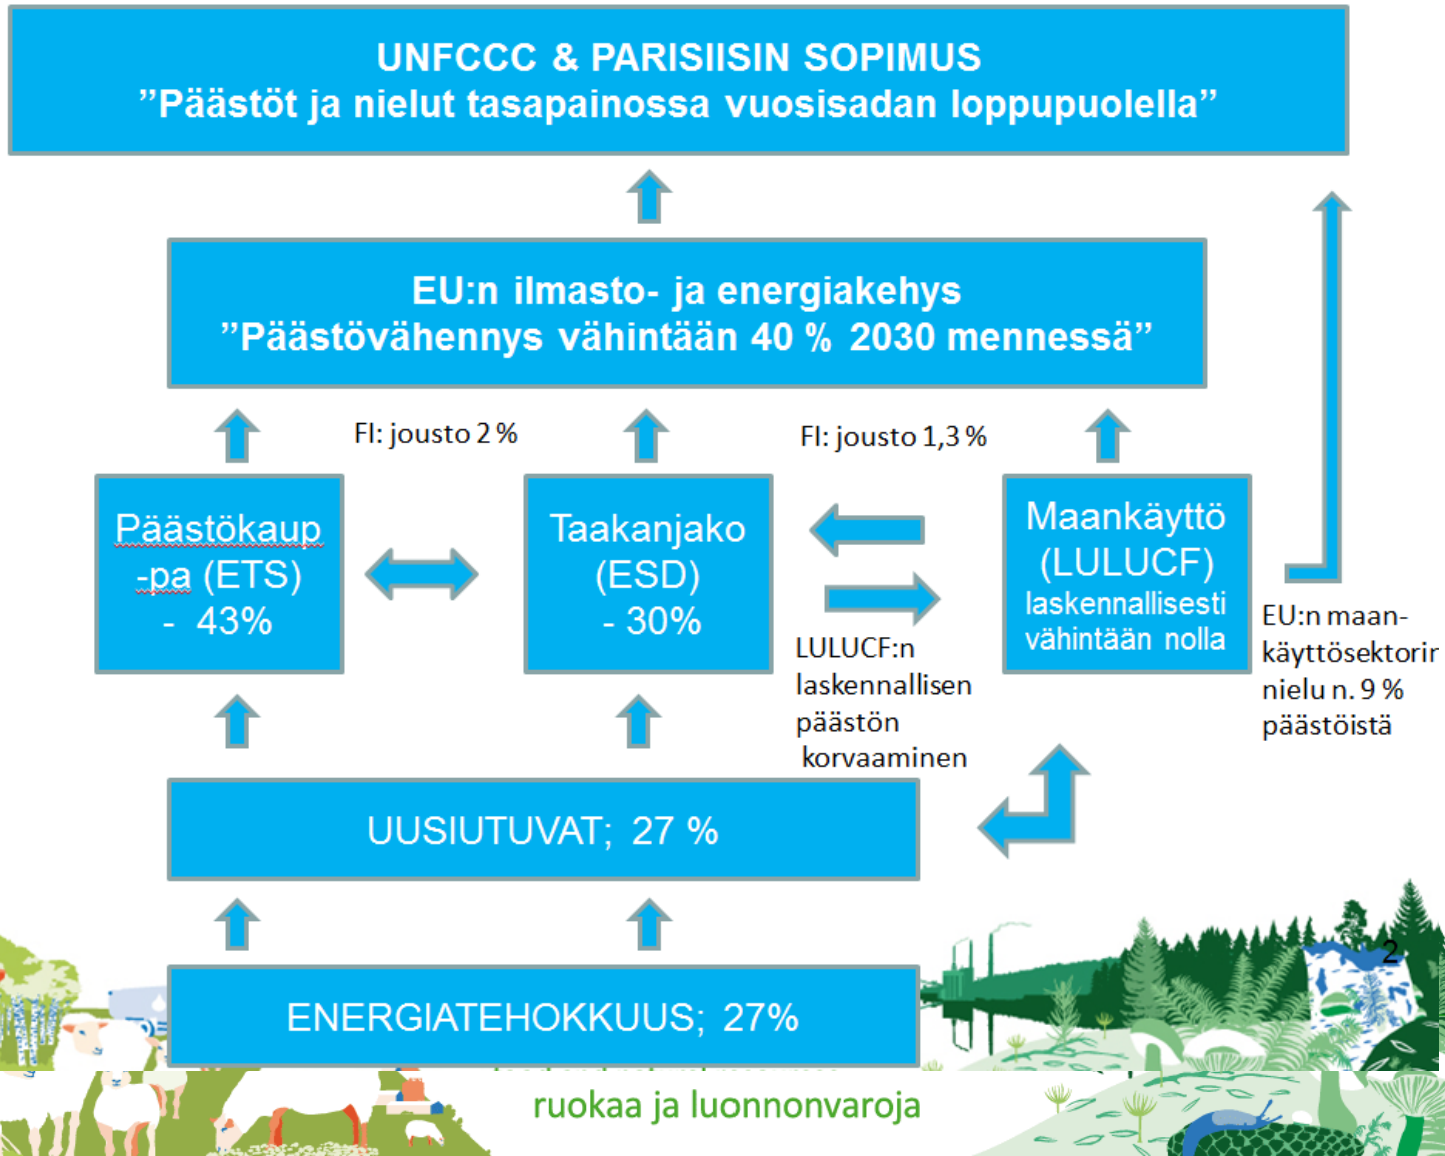 UNFCCC & PARISIISIN SOPIMUS
”Päästöt ja nielut tasapainossa vuosisadan loppupuolella”
EU:n ilmasto- ja energiakehys
”Päästövähennys vähintään 40 % 2030 mennessä”
FI: jousto 2 %
FI: jousto 1,3 %
Päästökaup
-pa (ETS)
- 43%
Taakanjako
(ESD)
- 30%
Maankäyttö
(LULUCF)
laskennallisesti
vähintään nolla
LULUCF:n
laskennallisen
päästön
korvaaminen
EU:n maan-
käyttösektorin
nielu n. 9 %
päästöistä
UUSIUTUVAT; 27 %
2
ENERGIATEHOKKUUS; 27%
ruokaa ja luonnonvaroja